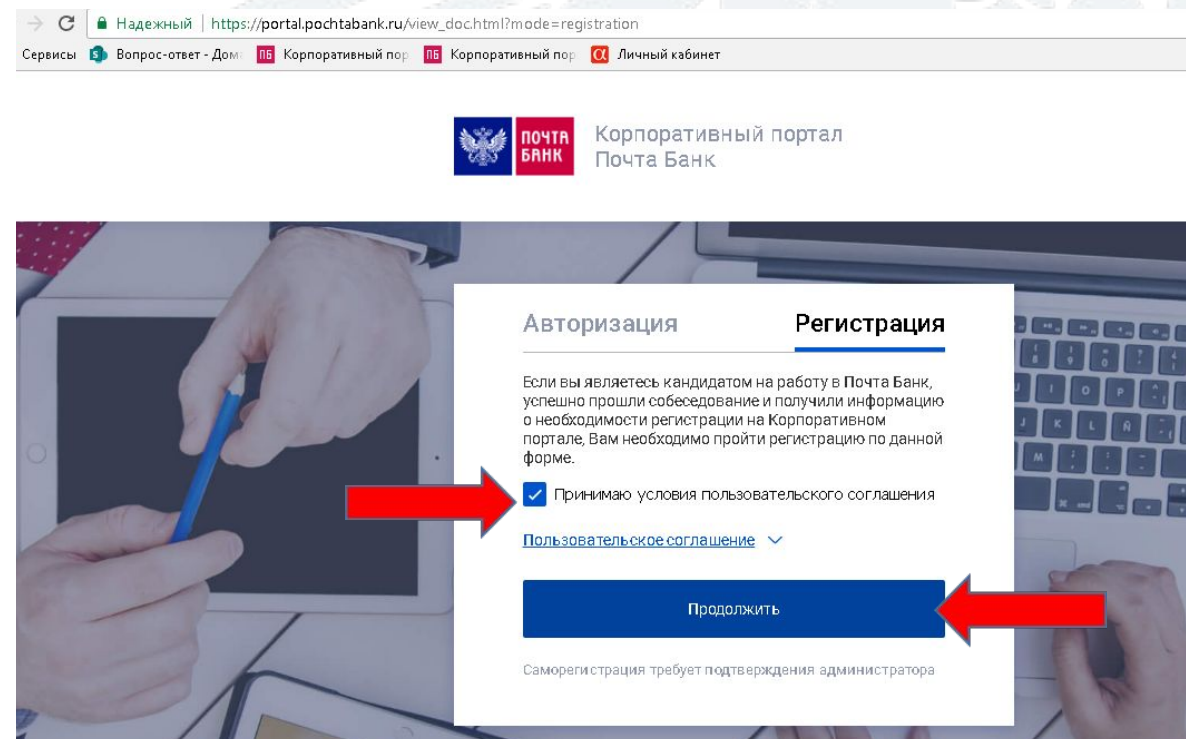 Надежный | https://portal.pochtabank.ru/view_doc.html?mode=registration
Сервисы Вопрос-ответ - Дом ПБ Корпоративный пор ПБ Корпоративный пор Личный кабинет
ПОЧТА БАНК
Корпоративный портал
Почта Банк
Авторизация Регистрация
Если вы являетесь кандидатом на работу в Почта Банк,
успешно прошли собеседование и получили информацию
о необходимости регистрации на Корпоративном
портале, Вам необходимо пройти регистрацию по данной
форме.
Принимаю условия пользовательского соглашения
Пользовательское соглашение
Продолжить
Саморегистрация требует подтверждения администратора